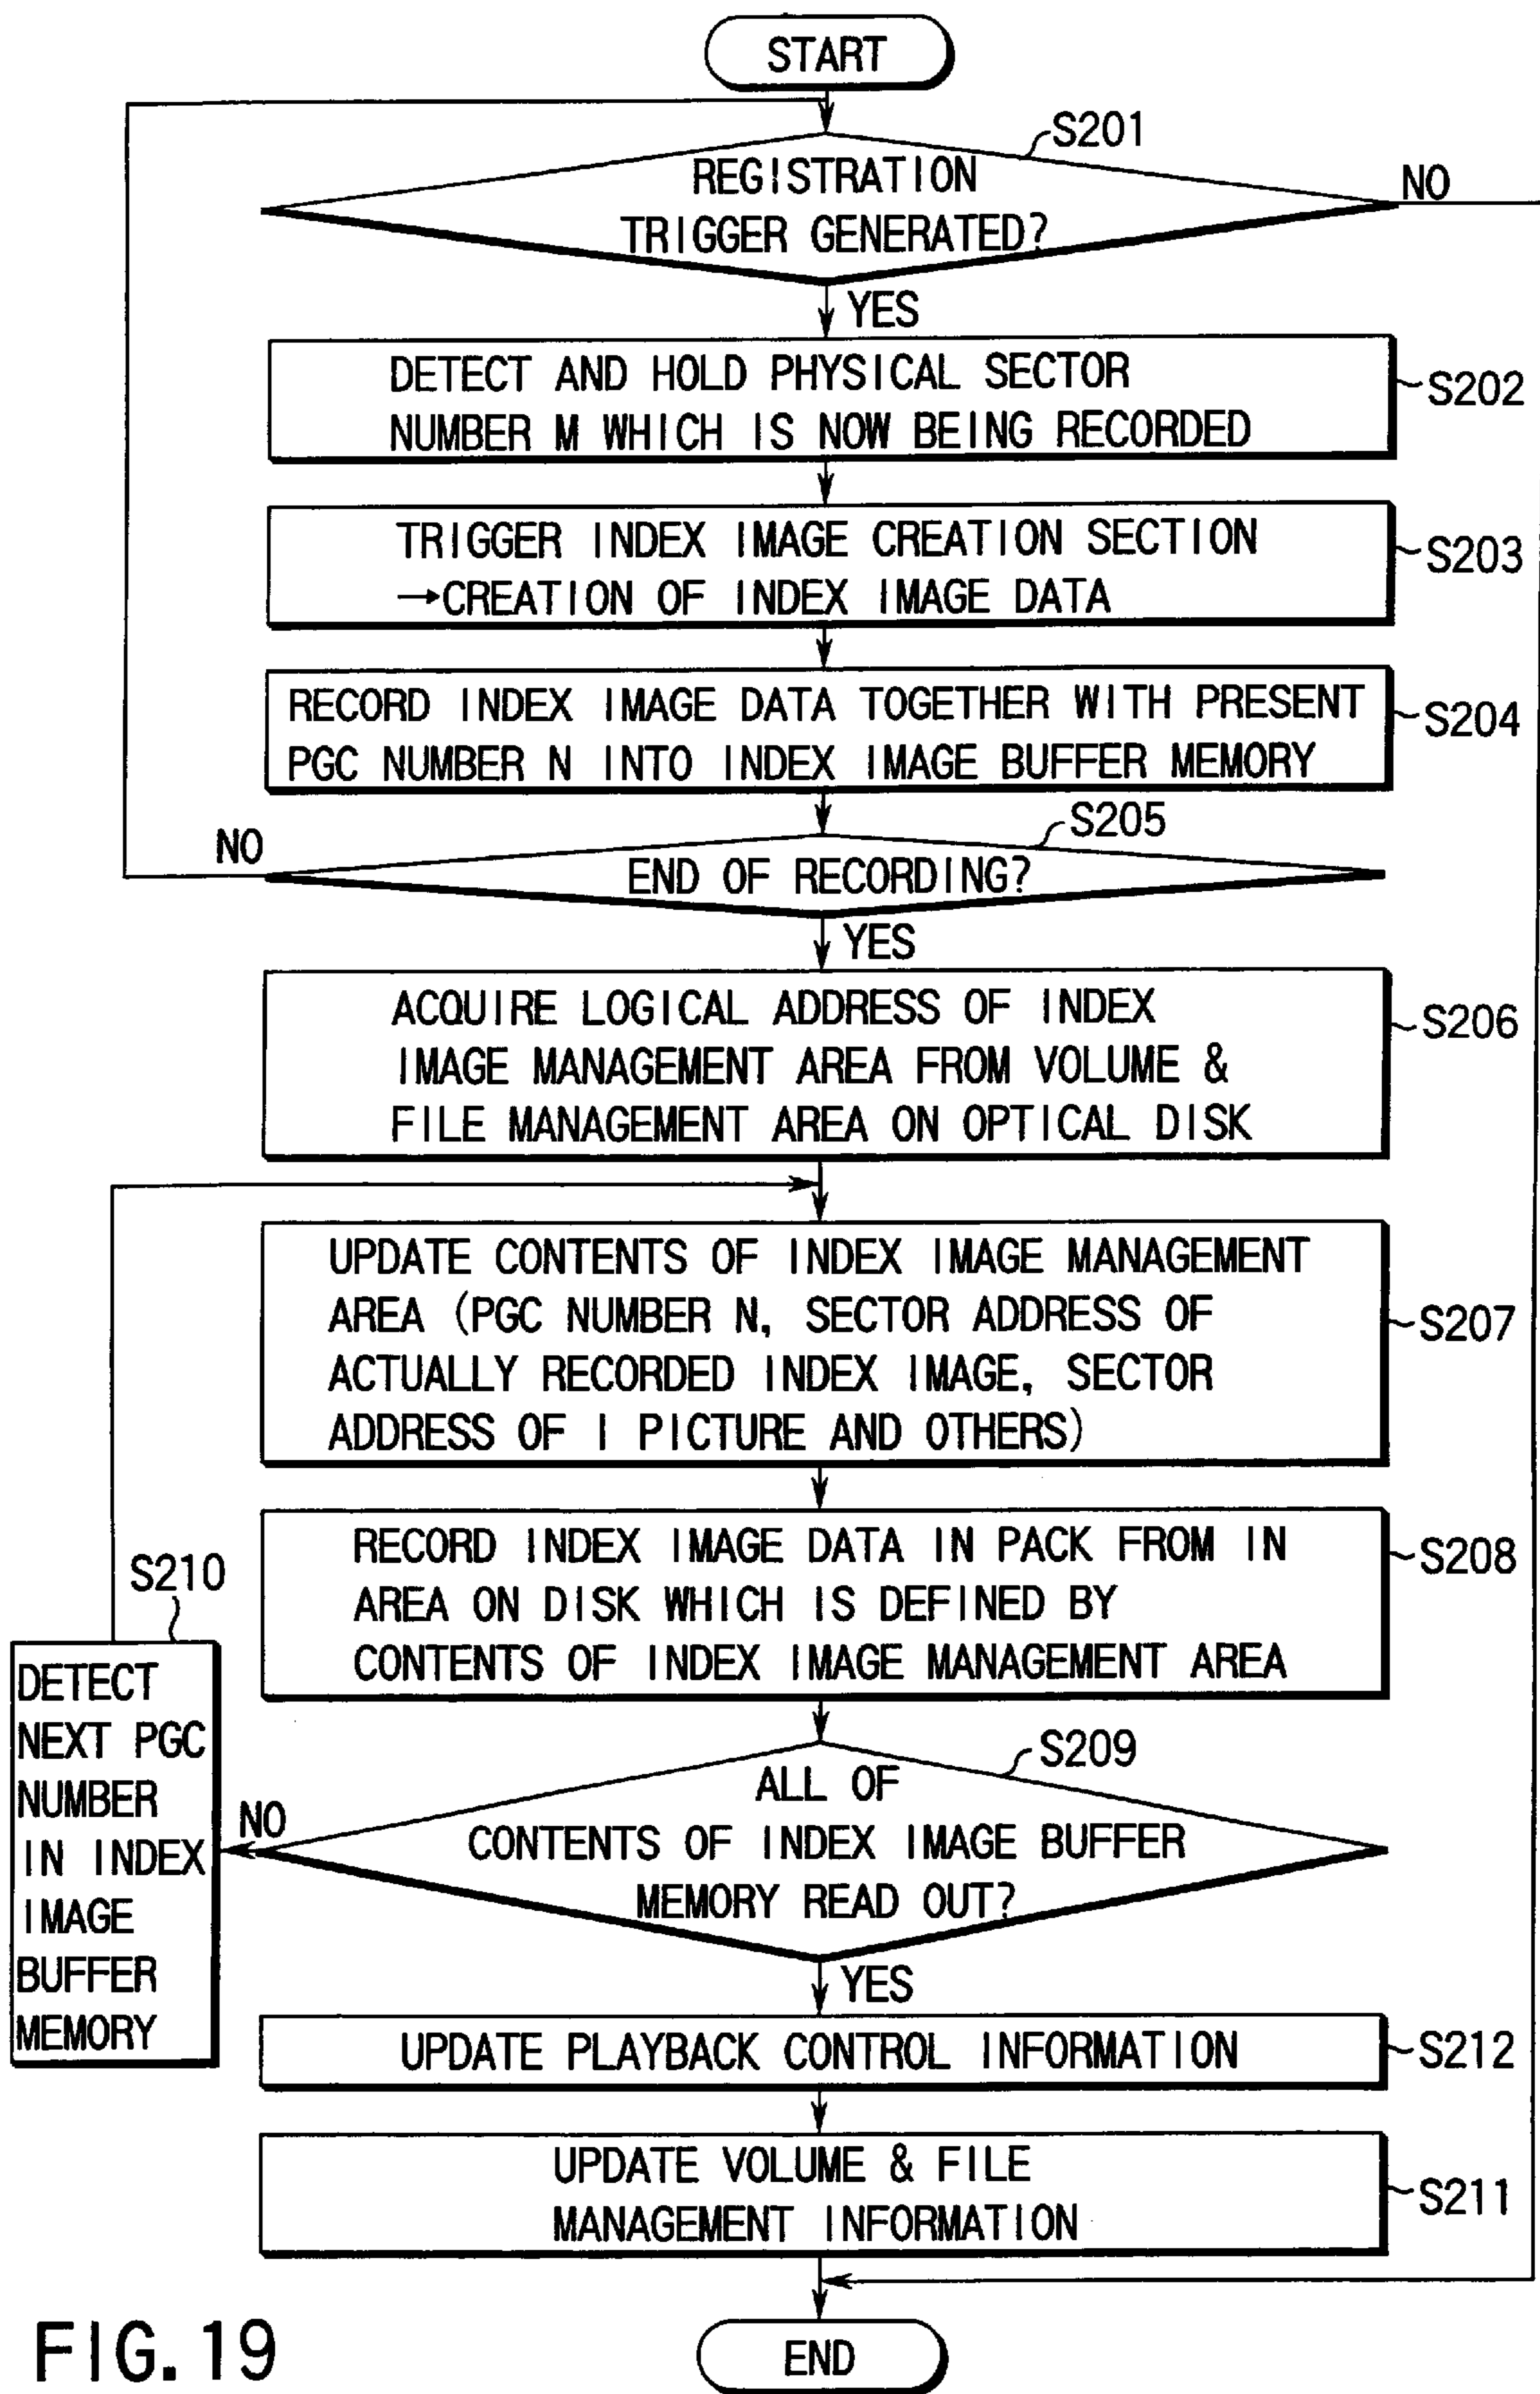 START
S201
REGISTRATION
TRIGGER GENERATED?
NO
YES
DETECT AND HOLD PHYSICAL SECTOR
NUMBER M WHICH IS NOW BEING RECORDED
S202
TRIGGER INDEX IMAGE CREATION SECTION
→CREATION OF INDEX IMAGE DATA
S203
RECORD INDEX IMAGE DATA TOGETHER WITH PRESENT
PGC NUMBER N INTO INDEX IMAGE BUFFER MEMORY
S204
S205
NO
END OF RECORDING?
YES
ACQUIRE LOGICAL ADDRESS OF INDEX
IMAGE MANAGEMENT AREA FROM VOLUME &
FILE MANAGEMENT AREA ON OPTICAL DISK
S206
UPDATE CONTENTS OF INDEX IMAGE MANAGEMENT
AREA (PGC NUMBER N, SECTOR ADDRESS OF
ACTUALLY RECORDED INDEX IMAGE, SECTOR
ADDRESS OF I PICTURE AND OTHERS)
S207
RECORD INDEX IMAGE DATA IN PACK FROM IN
AREA ON DISK WHICH IS DEFINED BY
CONTENTS OF INDEX IMAGE MANAGEMENT AREA
S208
S210
DETECT
NEXT PGC
NUMBER
IN INDEX
IMAGE
BUFFER
MEMORY
S209
ALL OF
CONTENTS OF INDEX IMAGE BUFFER
MEMORY READ OUT?
NO
YES
UPDATE PLAYBACK CONTROL INFORMATION
S212
UPDATE VOLUME & FILE
MANAGEMENT INFORMATION
S211
END
FIG. 19